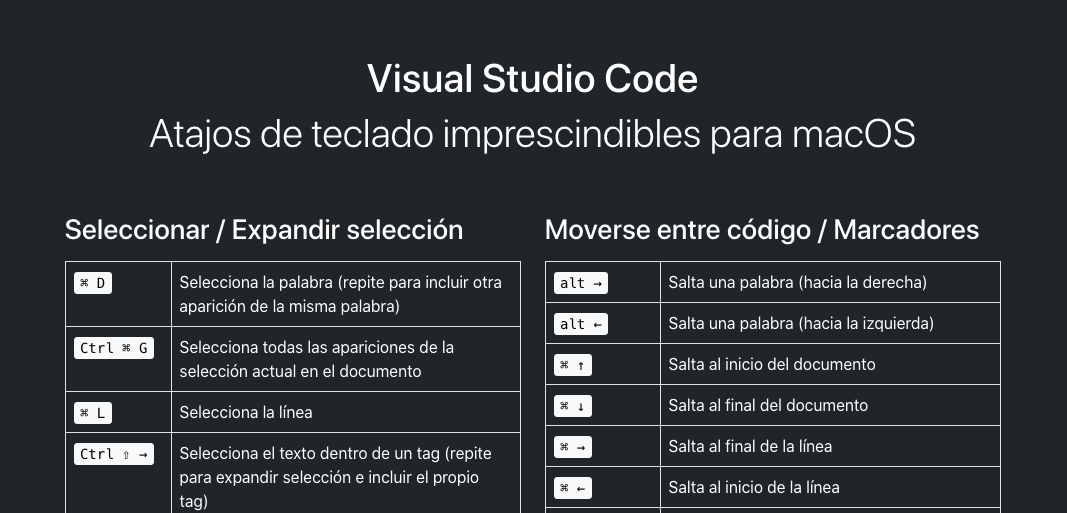 Visual Studio Code
Atajos de teclado imprescindibles para macOS
Seleccionar / Expandir selección
⌘ D
Selecciona la palabra (repite para incluir otra
aparición de la misma palabra)
Ctrl ⌘ G
Selecciona todas las apariciones de la
selección actual en el documento
⌘ L
Selecciona la línea
Ctrl ⇧ →
Selecciona el texto dentro de un tag (repite
para expandir selección e incluir el propio
tag)
Moverse entre código / Marcadores
alt →
Salta una palabra (hacia la derecha)
alt ←
Salta una palabra (hacia la izquierda)
⌘ ↑
Salta al inicio del documento
⌘ ↓
Salta al final del documento
⌘ →
Salta al final de la línea
⌘ ←
Salta al inicio de la línea